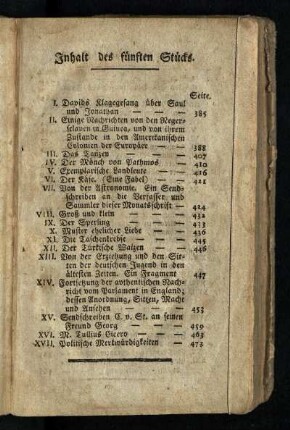 Inhalt des fünften Stücks.
Seite.
I. Davids Klagegesang über Saul
und Jonathan — — — 385
II. Einige Nachrichten von den Neger-
sclaven in Guinea, und von ihrem
Zustande in den Amerikanischen
Colonien der Europäer — — 388
III. Das Tanzen — — — 407
IV. Der Mönch von Pathmos — 410
V. Exemplarische Landleute — — 416
VI. Der Käse. (Eine Fabel) — — 421
VII. Von der Astronomie. Ein Send-
schreiben an die Verfasser und
Sammler dieser Monatsschrift — 424
VIII. Groß und klein — — — 432
IX. Der Sperling — — — 433
X. Muster ehelicher Liebe — — 436
XI. Die Taschenkrebse — — 445
XII. Der Türkische Waizen — — 446
XIII. Von der Erziehung und den Sit-
ten der deutschen Jugend in den
ältesten Zeiten. Ein Fragment 447
XIV. Fortsetzung der authentischen Nach-
richt vom Parlament in England;
dessen Anordnung, Sitzen, Macht
und Ansehen — — — 453
XV. Sendschreiben C. v. St. an seinen
Freund Georg — — — 459
XVI. M. Tullius Cicero — — 463
XVII. Politische Merkwürdigkeiten — 473